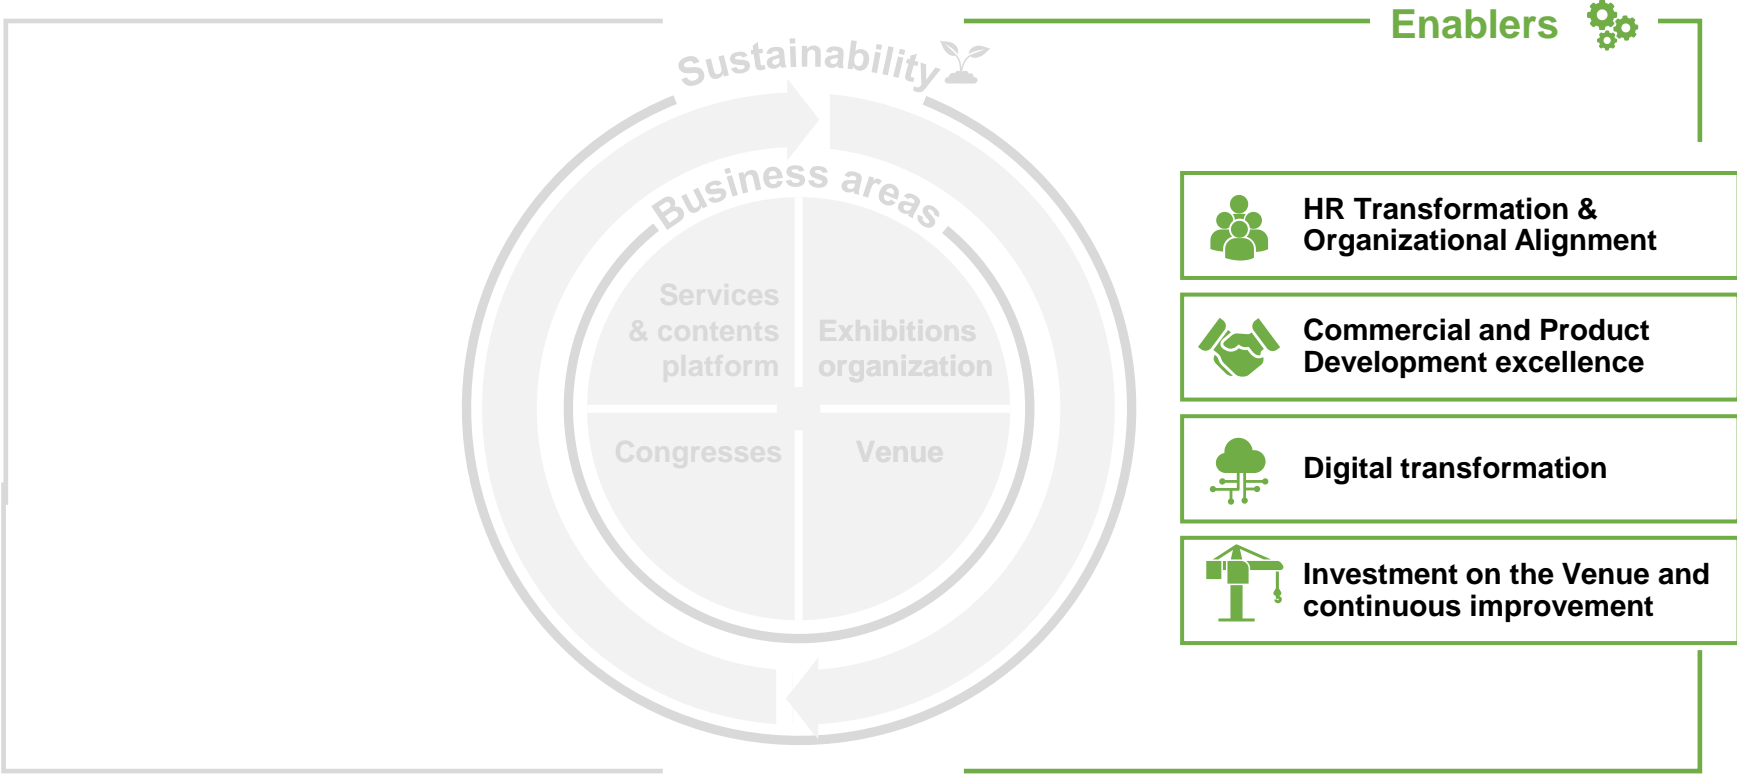 Enablers
Sustainability
Business areas
Services
& contents
platform
Exhibitions
organization
Congresses
Venue
HR Transformation &
Organizational Alignment
Commercial and Product
Development excellence
Digital transformation
Investment on the Venue and
continuous improvement